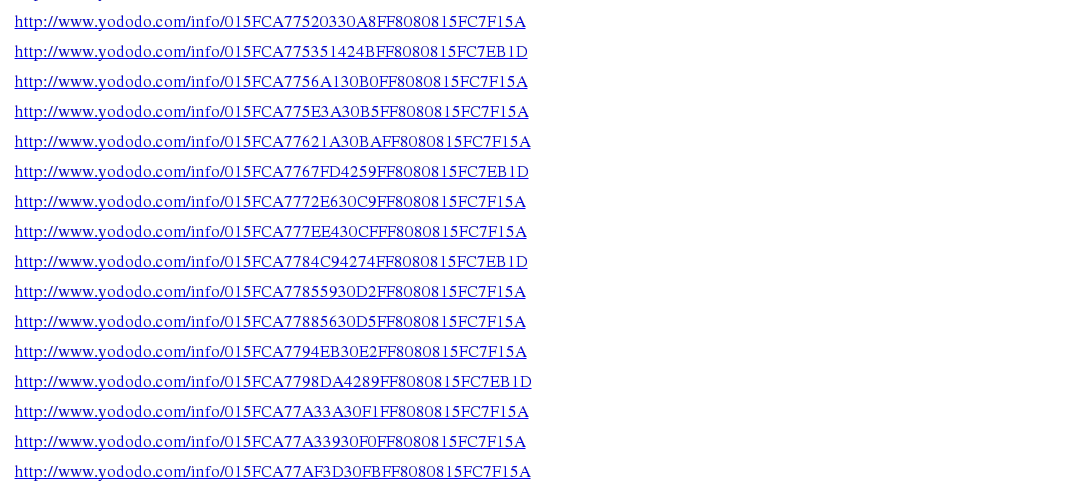 http://www.yododo.com/info/015FCA77520330A8FF8080815FC7F15A
http://www.yododo.com/info/015FCA775351424BFF8080815FC7EB1D
http://www.yododo.com/info/015FCA7756A130B0FF8080815FC7F15A
http://www.yododo.com/info/015FCA775E3A30B5FF8080815FC7F15A
http://www.yododo.com/info/015FCA77621A30BAFF8080815FC7F15A
http://www.yododo.com/info/015FCA7767FD4259FF8080815FC7EB1D
http://www.yododo.com/info/015FCA7772E630C9FF8080815FC7F15A
http://www.yododo.com/info/015FCA777EE430CFFF8080815FC7F15A
http://www.yododo.com/info/015FCA7784C94274FF8080815FC7EB1D
http://www.yododo.com/info/015FCA77855930D2FF8080815FC7F15A
http://www.yododo.com/info/015FCA77885630D5FF8080815FC7F15A
http://www.yododo.com/info/015FCA7794EB30E2FF8080815FC7F15A
http://www.yododo.com/info/015FCA7798DA4289FF8080815FC7EB1D
http://www.yododo.com/info/015FCA77A33A30F1FF8080815FC7F15A
http://www.yododo.com/info/015FCA77A33930F0FF8080815FC7F15A
http://www.yododo.com/info/015FCA77AF3D30FBFF8080815FC7F15A